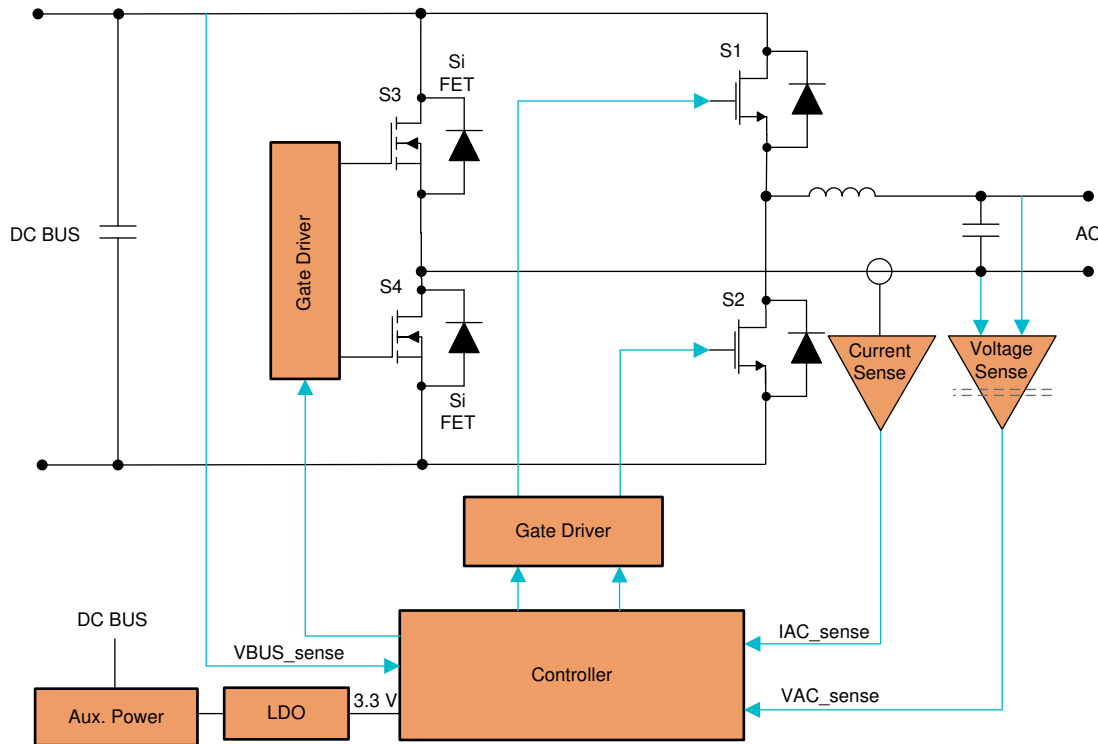 S1
Si
FET
S3
Gate Driver
DC BUS
AC
S4
S2
Current
Sense
Voltage
Sense
Si
FET
Gate Driver
DC BUS
IAC_sense
VBUS_sense
Controller
VAC_sense
3.3 V
LDO
Aux. Power